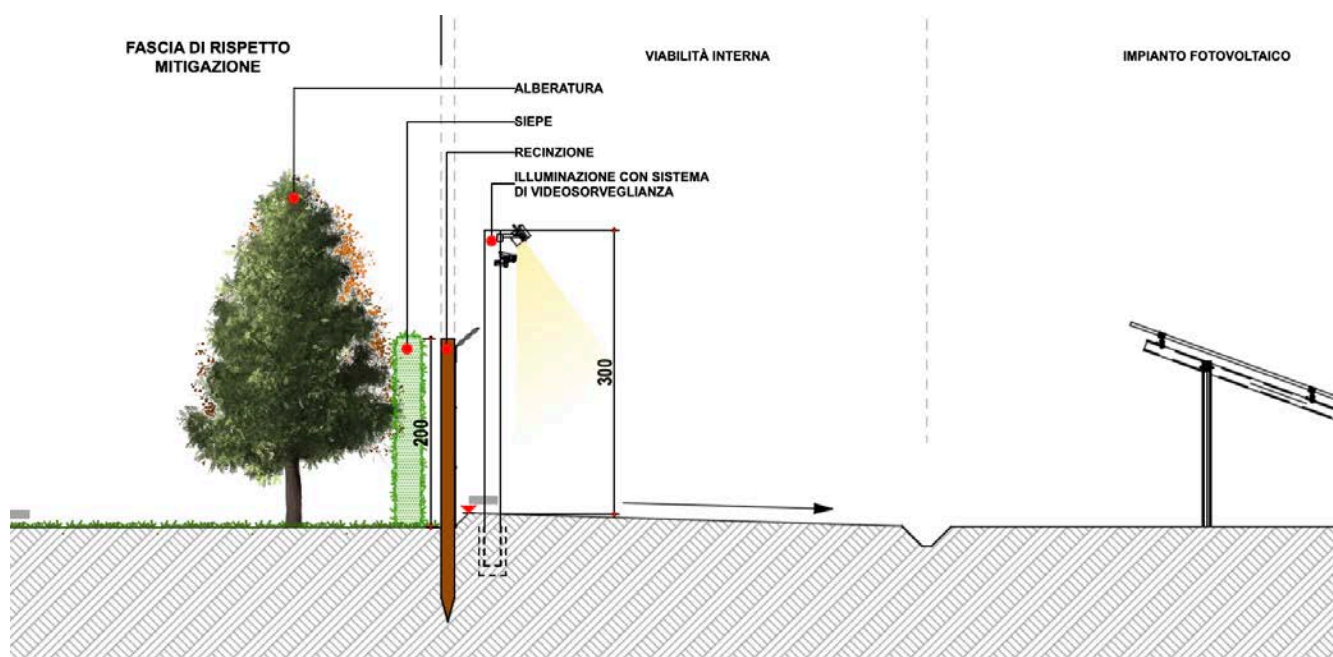 FASCIA DI RISPETTO
MITIGAZIONE
VIABILITÀ INTERNA
IMPIANTO FOTOVOLTAICO
ALBERATURA
SIEPE
RECINZIONE
ILLUMINAZIONE CON SISTEMA
DI VIDEOSORVEGLIANZA
200
300